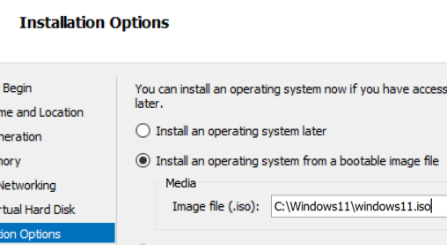 Installation Options
Begin
You can install an operating system now if you have access
later.
me and Location
Install an operating system later
neration
nory
Install an operating system from a bootable image file
Networking
Media
Image file (.iso): C:\Windows11\windows11.iso
rtual Hard Disk
tion Options